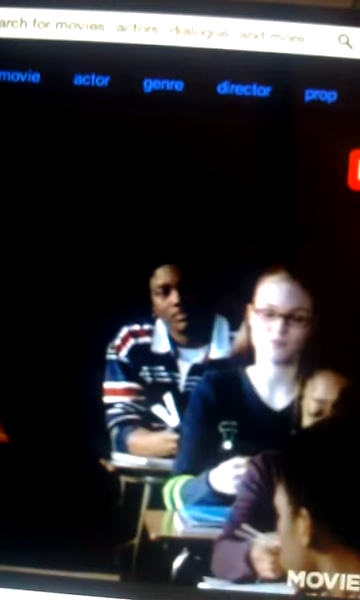 arch for movies, actors, dialogue, and more...
movie actor genre director prop
MOVIE